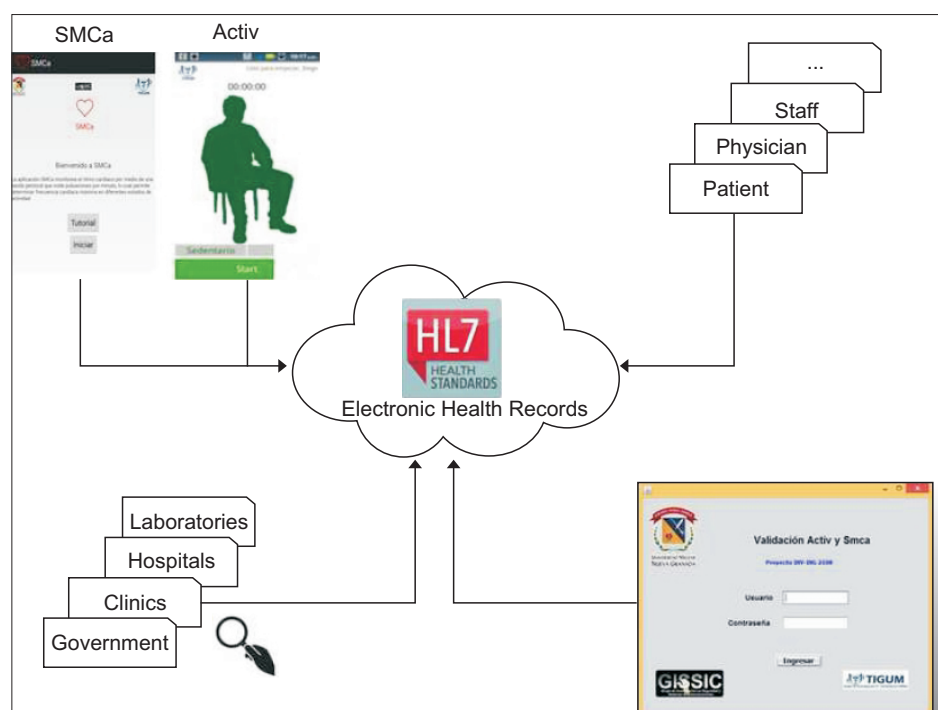 SMCa
Activ
SMCa
SMCa
Bienvenido a SMCa
Tutorial
Iniciar
TIGUM
00:00:00
Sedentario
Start
...
Staff
Physician
Patient
HL7
HEALTH
STANDARDS
Electronic Health Records
Laboratories
Hospitals
Clinics
Government
Validación Activ y Smca
Usuario
Contraseña
Ingresar
GISSIC
TIGUM